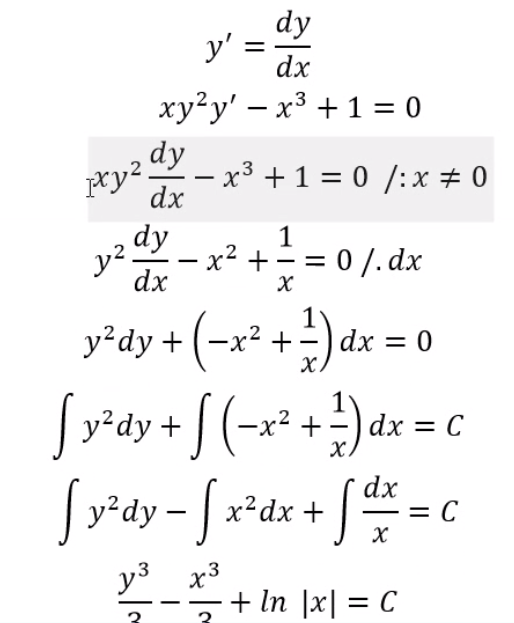 y′ = dy/dx
xy²y′ − x³ + 1 = 0
xy² dy/dx − x³ + 1 = 0 /: x ≠ 0
y² dy/dx − x² + 1/x = 0 /. dx
y²dy + (−x² + 1/x) dx = 0
∫ y²dy + ∫ (−x² + 1/x) dx = C
∫ y²dy − ∫ x²dx + ∫ dx/x = C
y³/3 − x³/3 + ln |x| = C